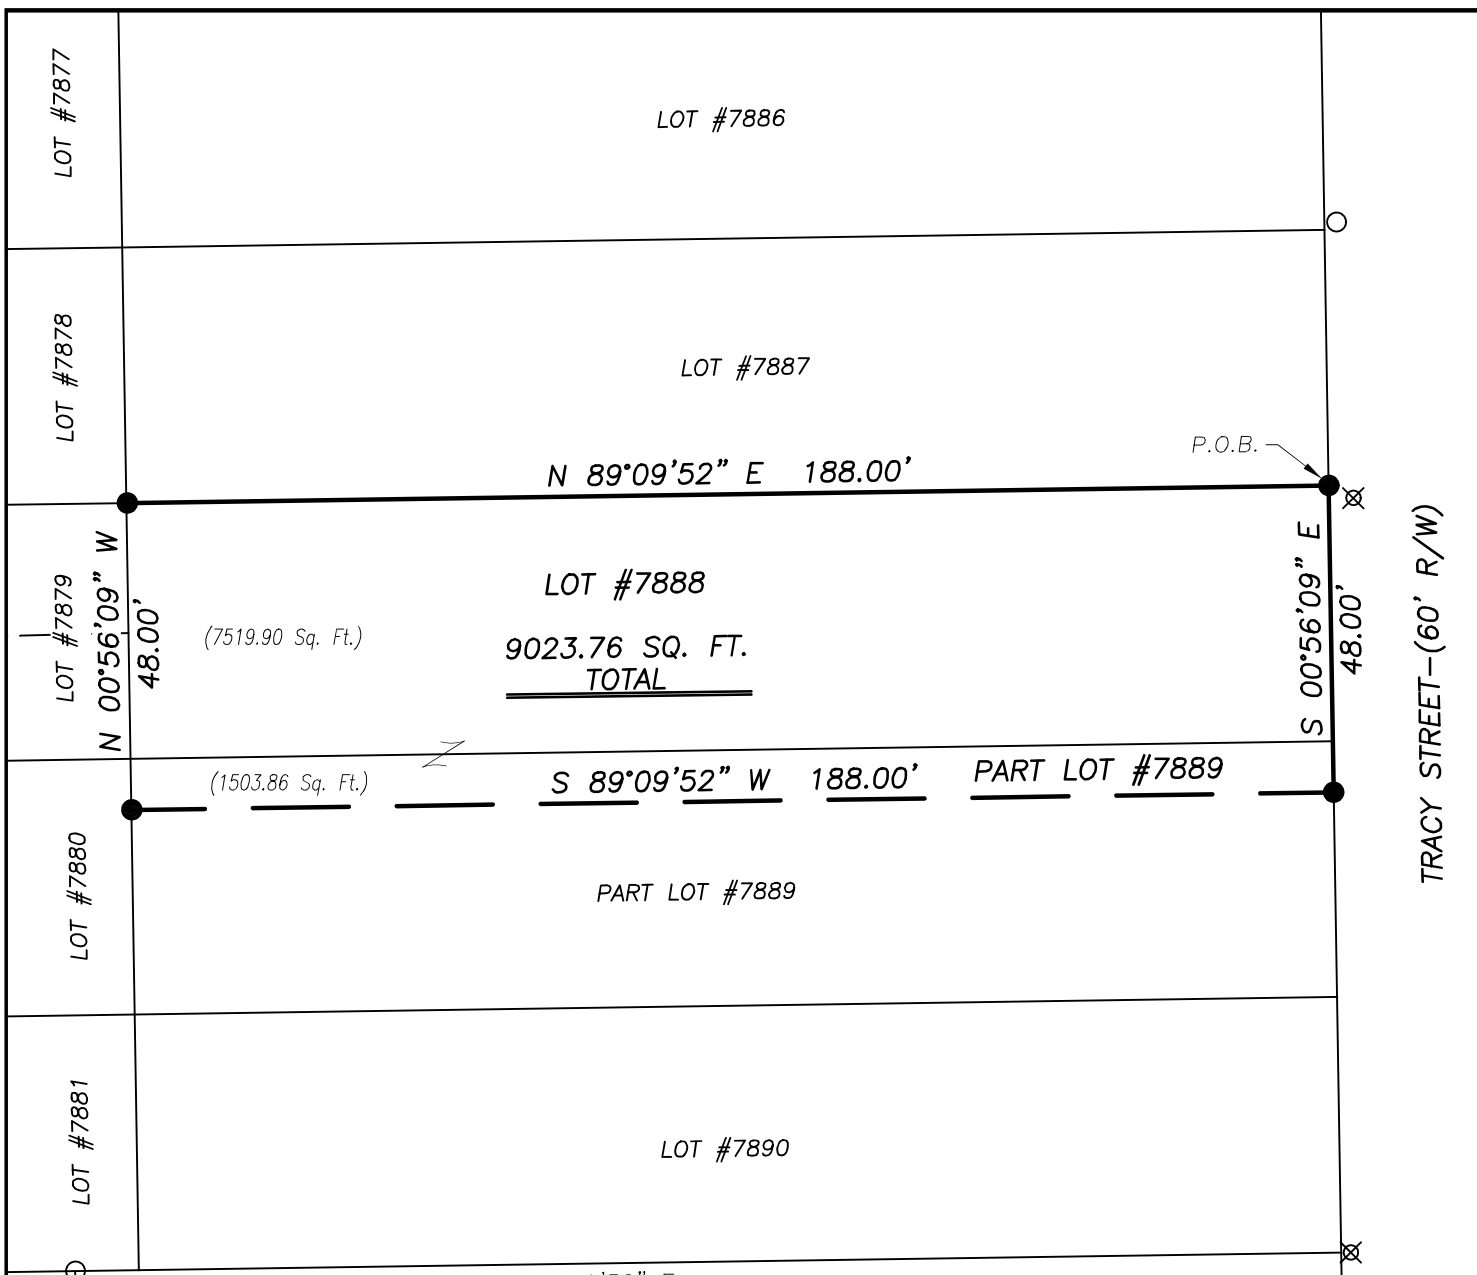 LOT #7877
LOT #7886
LOT #7878
LOT #7887
P.O.B.
N 89°09'52" E 188.00'
LOT #7879
N 00°56'09" W
48.00'
(7519.90 Sq. Ft.)
LOT #7888
9023.76 SQ. FT.
TOTAL
S 00°56'09" E
48.00'
TRACY STREET-(60' R/W)
(1503.86 Sq. Ft.)
S 89°09'52" W 188.00'
PART LOT #7889
LOT #7880
PART LOT #7889
LOT #7881
LOT #7890